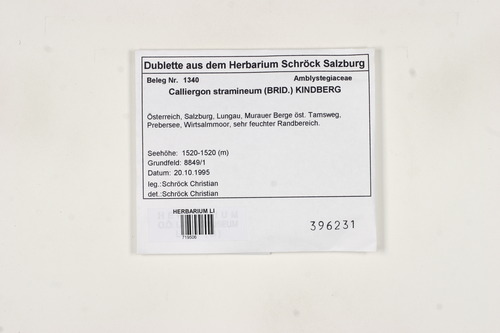 Dublette aus dem Herbarium Schröck Salzburg
Beleg Nr. 1340 Amblystegiaceae
Calliergon stramineum (BRID.) KINDBERG
Österreich, Salzburg, Lungau, Murauer Berge öst. Tamsweg,
Prebersee, Wirtsalmmoor, sehr feuchter Randbereich.
Seehöhe: 1520-1520 (m)
Grundfeld: 8849/1
Datum: 20.10.1995
leg.:Schröck Christian
det.:Schröck Christian
HERBARIUM LI
719506
396231